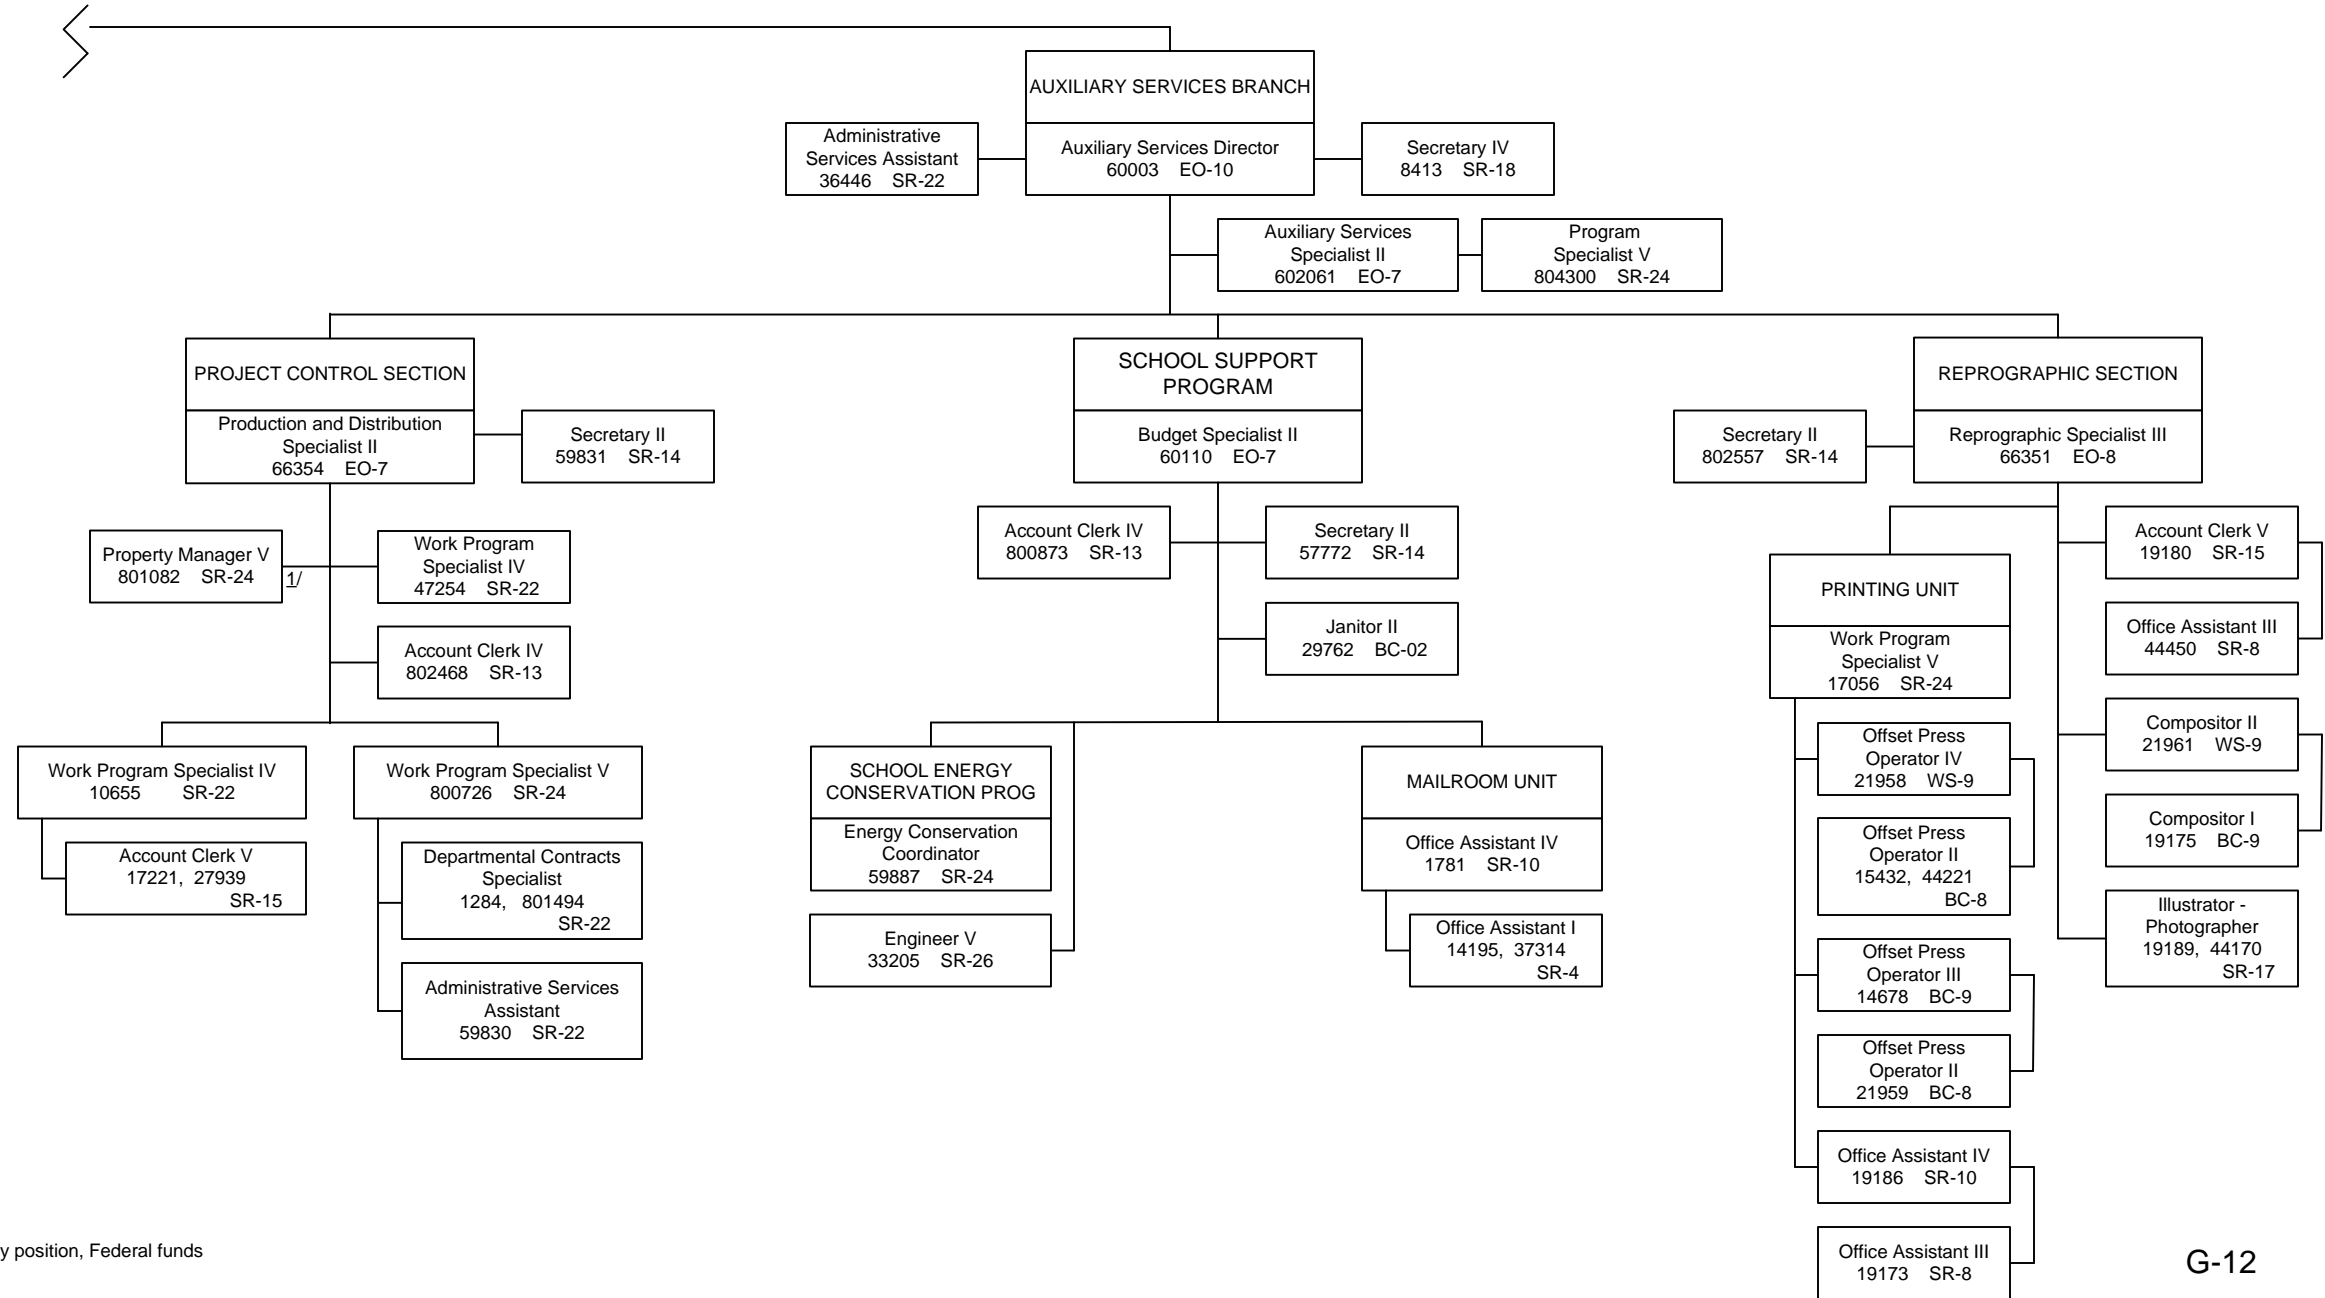 AUXILIARY SERVICES BRANCH
Auxiliary Services Director
60003 EO-10
Administrative
Services Assistant
36446 SR-22
Secretary IV
8413 SR-18
Auxiliary Services
Specialist II
602061 EO-7
Program
Specialist V
804300 SR-24
PROJECT CONTROL SECTION
Production and Distribution
Specialist II
66354 EO-7
Secretary II
59831 SR-14
Property Manager V
801082 SR-24
1/
Work Program
Specialist IV
47254 SR-22
Account Clerk IV
802468 SR-13
Work Program Specialist IV
10655 SR-22
Account Clerk V
17221, 27939
SR-15
Work Program Specialist V
800726 SR-24
Departmental Contracts
Specialist
1284, 801494
SR-22
Administrative Services
Assistant
59830 SR-22
SCHOOL SUPPORT
PROGRAM
Budget Specialist II
60110 EO-7
Account Clerk IV
800873 SR-13
Secretary II
57772 SR-14
Janitor II
29762 BC-02
SCHOOL ENERGY
CONSERVATION PROG
Energy Conservation
Coordinator
59887 SR-24
Engineer V
33205 SR-26
MAILROOM UNIT
Office Assistant IV
1781 SR-10
Office Assistant I
14195, 37314
SR-4
REPROGRAPHIC SECTION
Reprographic Specialist III
66351 EO-8
Secretary II
802557 SR-14
PRINTING UNIT
Work Program
Specialist V
17056 SR-24
Offset Press
Operator IV
21958 WS-9
Offset Press
Operator II
15432, 44221
BC-8
Offset Press
Operator III
14678 BC-9
Offset Press
Operator II
21959 BC-8
Office Assistant IV
19186 SR-10
Office Assistant III
19173 SR-8
Account Clerk V
19180 SR-15
Office Assistant III
44450 SR-8
Compositor II
21961 WS-9
Compositor I
19175 BC-9
Illustrator -
Photographer
19189, 44170
SR-17
y position, Federal funds
G-12